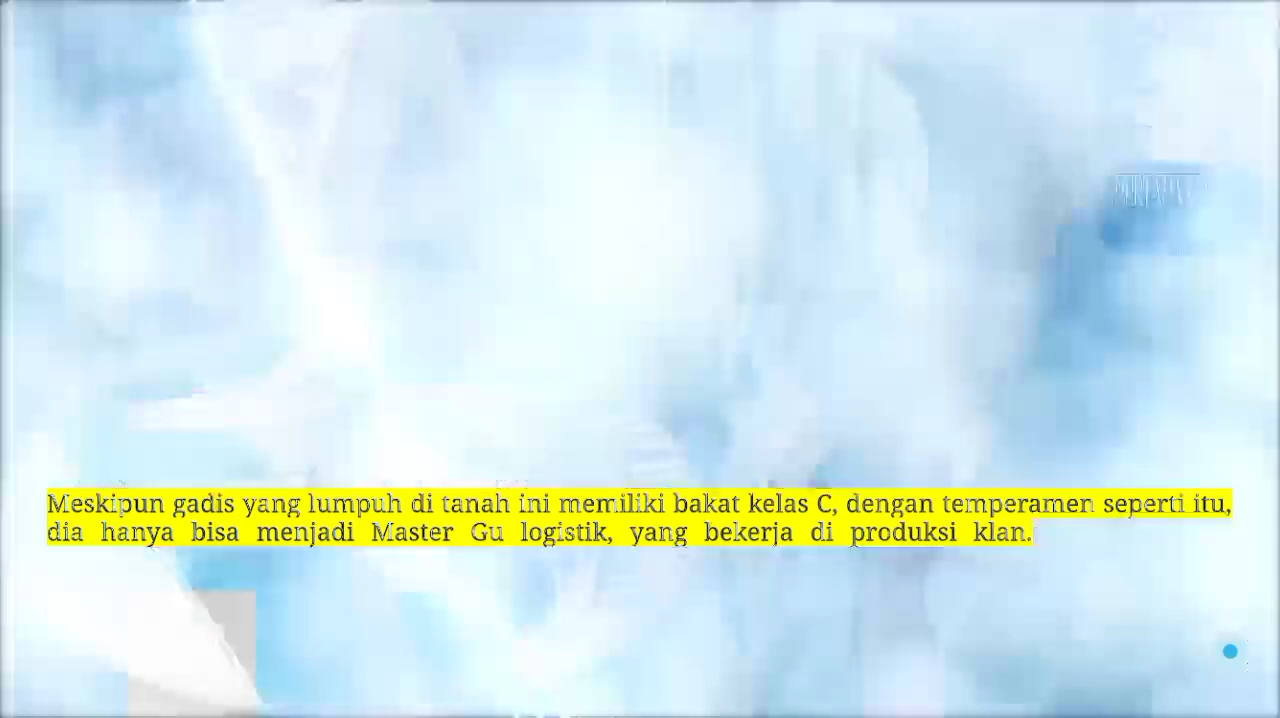 Meskipun gadis yang lumpuh di tanah ini memiliki bakat kelas C, dengan temperamen seperti itu,
dia hanya bisa menjadi Master Gu logistik, yang bekerja di produksi klan.